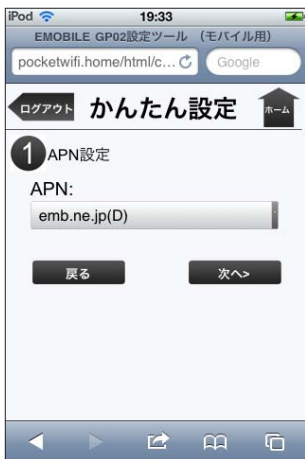 iPod 19:33
EMOBILE GP02設定ツール （モバイル用）
pocketwifi.home/html/c... Google
ログアウト かんたん設定 ホーム
1 APN設定
APN:
emb.ne.jp(D)
戻る 次へ>